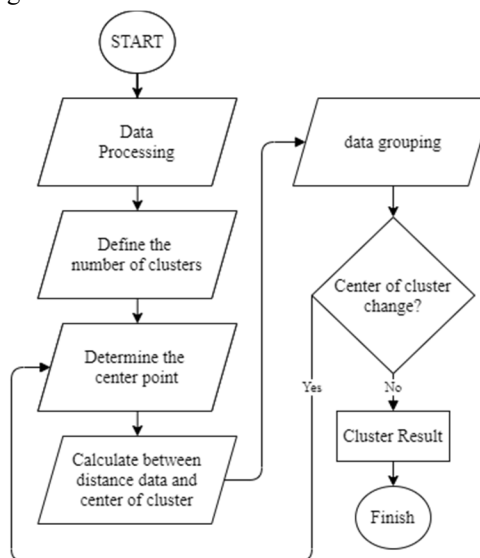 START
Data
Processing
Define the
number of clusters
Determine the
center point
Calculate between
distance data and
center of cluster
data grouping
Center of cluster
change?
Yes
No
Cluster Result
Finish